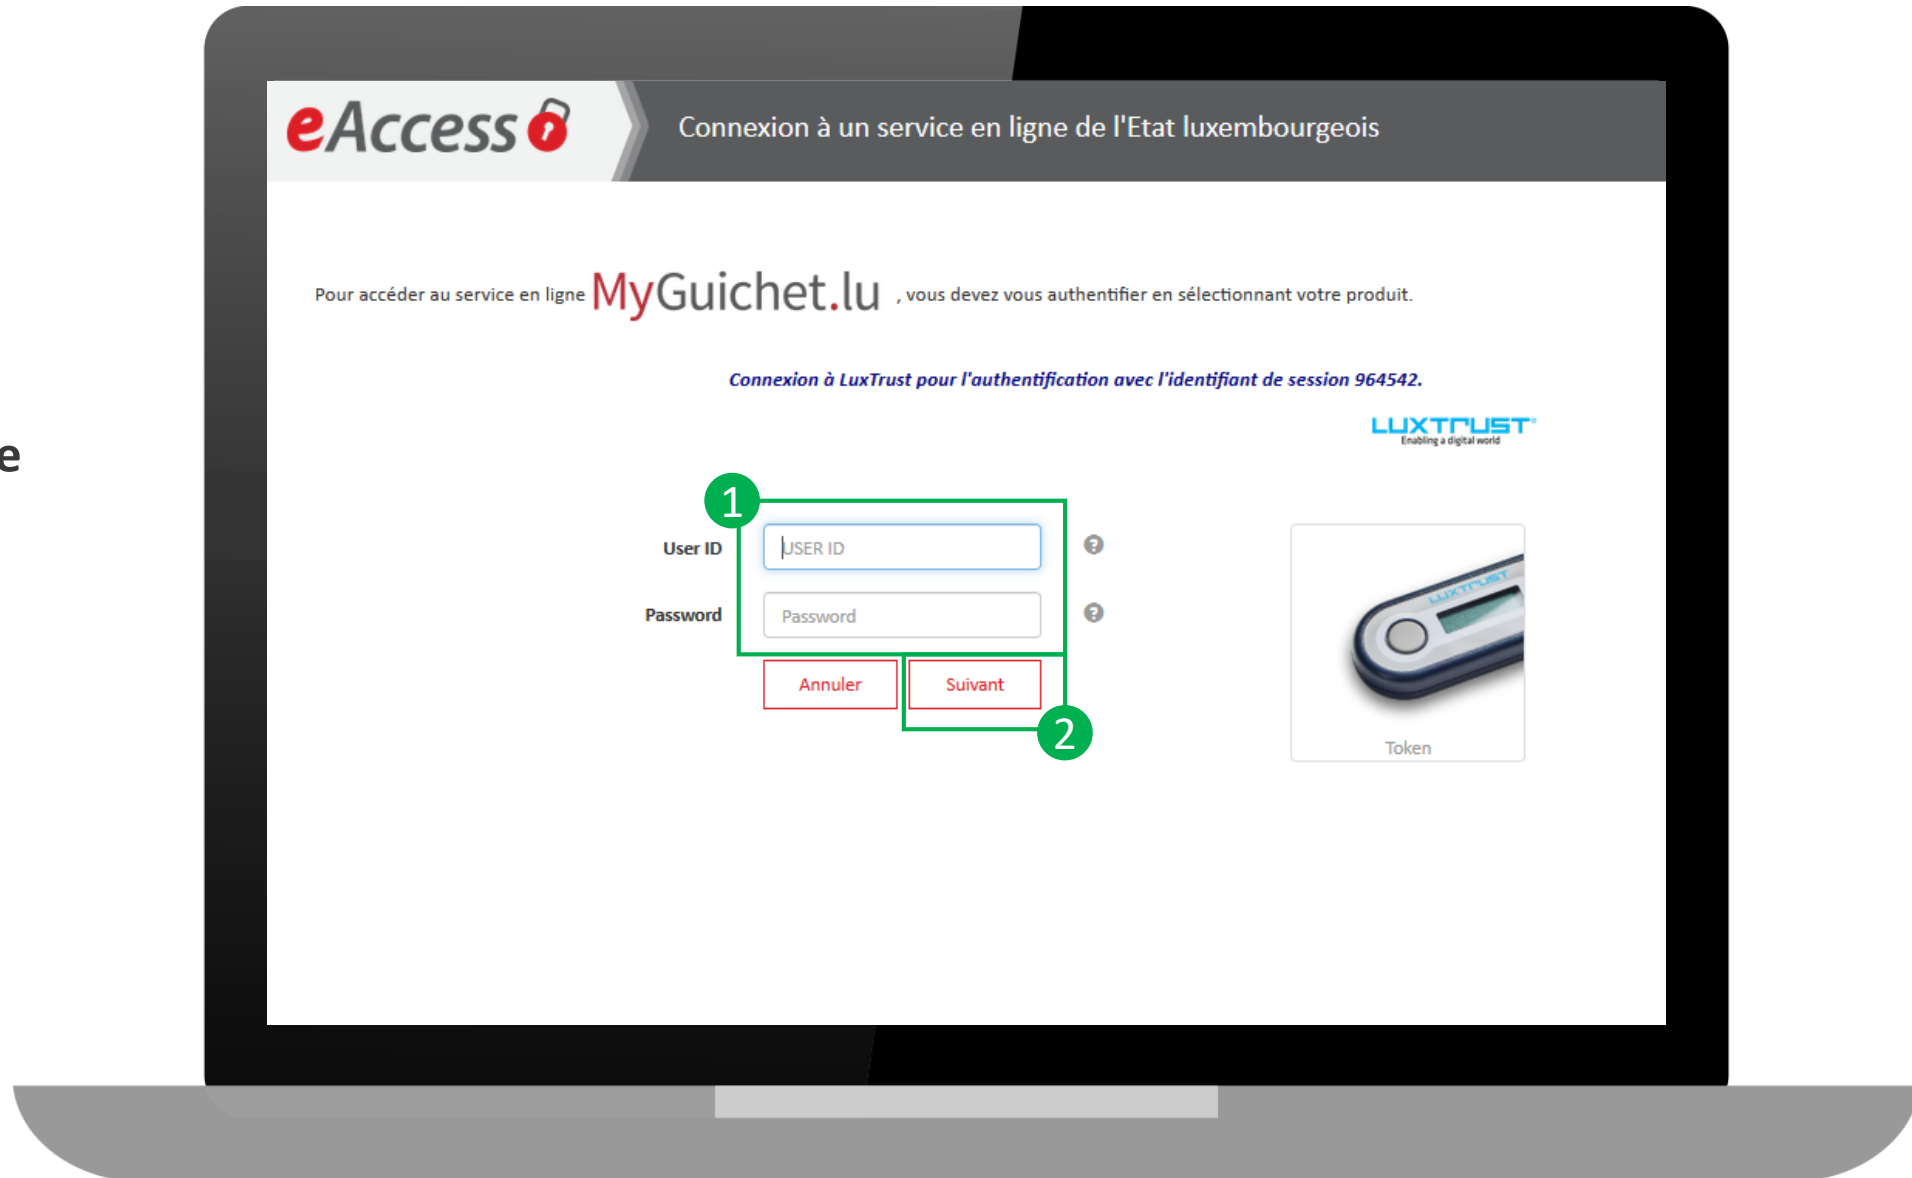 eAccess
Connexion à un service en ligne de l'Etat luxembourgeois
Pour accéder au service en ligne MyGuichet.lu , vous devez vous authentifier en sélectionnant votre produit.
Connexion à LuxTrust pour l'authentification avec l'identifiant de session 964542.
LUXTRUST
Enabling a digital world
e
1
User ID
USER ID
?
Password
Password
?
Annuler
Suivant
2
LUXTRUST
Token